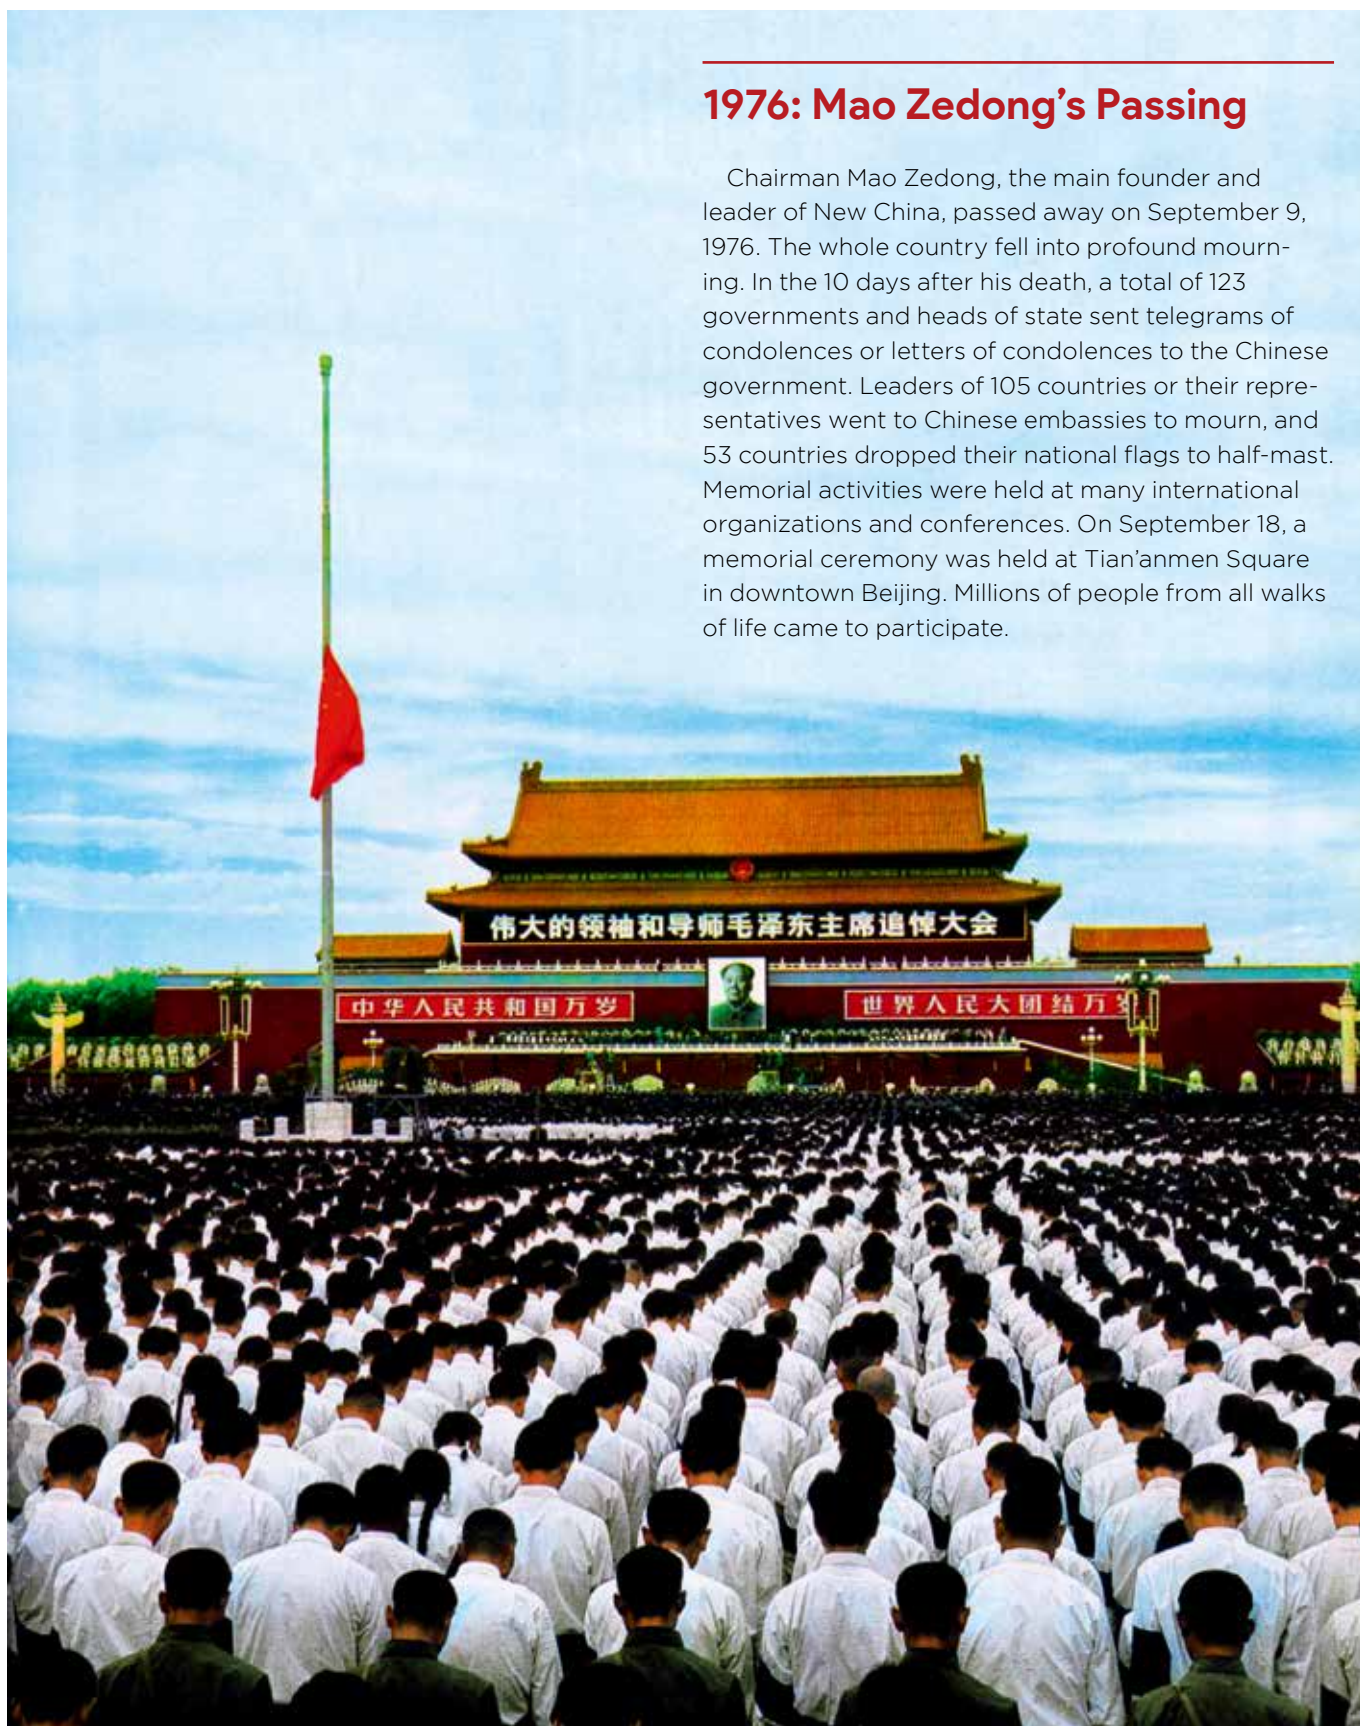 1976: Mao Zedong’s Passing
Chairman Mao Zedong, the main founder and
leader of New China, passed away on September 9,
1976. The whole country fell into profound mourn-
ing. In the 10 days after his death, a total of 123
governments and heads of state sent telegrams of
condolences or letters of condolences to the Chinese
government. Leaders of 105 countries or their repre-
sentatives went to Chinese embassies to mourn, and
53 countries dropped their national flags to half-mast.
Memorial activities were held at many international
organizations and conferences. On September 18, a
memorial ceremony was held at Tian’anmen Square
in downtown Beijing. Millions of people from all walks
of life came to participate.
伟大的领袖和导师毛泽东主席追悼大会
中华人民共和国万岁
世界人民大团结万岁